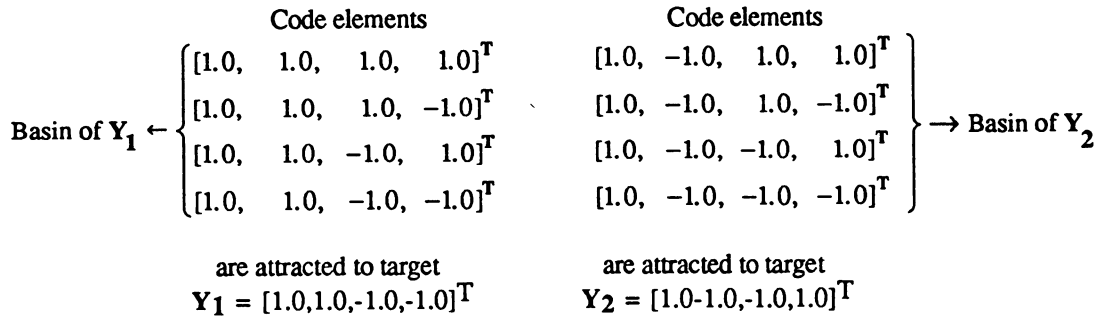 Code elements Code elements
[1.0, 1.0, 1.0, 1.0]ᵀ [1.0, −1.0, 1.0, 1.0]ᵀ
[1.0, 1.0, 1.0, −1.0]ᵀ [1.0, −1.0, 1.0, −1.0]ᵀ
Basin of Y₁ ← → Basin of Y₂
[1.0, 1.0, −1.0, 1.0]ᵀ [1.0, −1.0, −1.0, 1.0]ᵀ
[1.0, 1.0, −1.0, −1.0]ᵀ [1.0, −1.0, −1.0, −1.0]ᵀ
are attracted to target are attracted to target
Y₁ = [1.0,1.0,-1.0,-1.0]ᵀ Y₂ = [1.0-1.0,-1.0,1.0]ᵀ